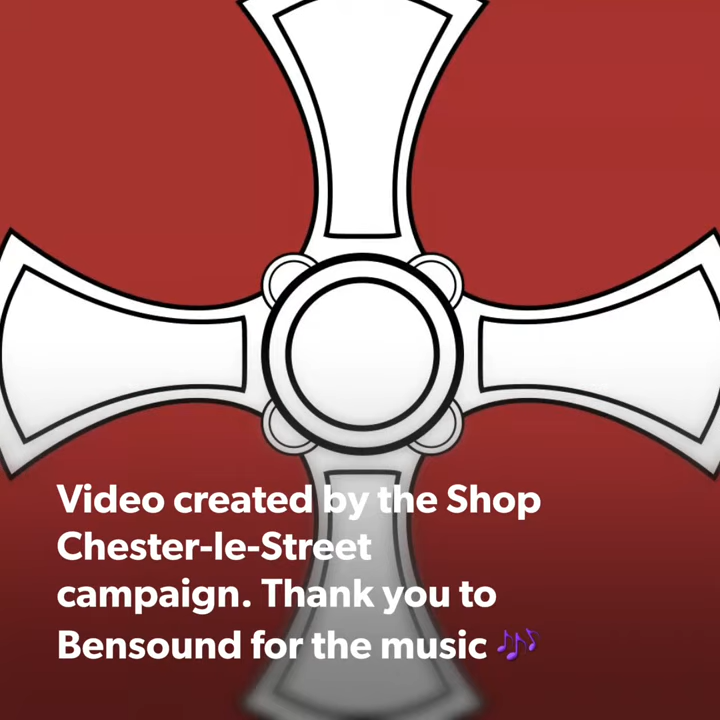 Video created by the Shop
Chester-le-Street
campaign. Thank you to
Bensound for the music 🎶